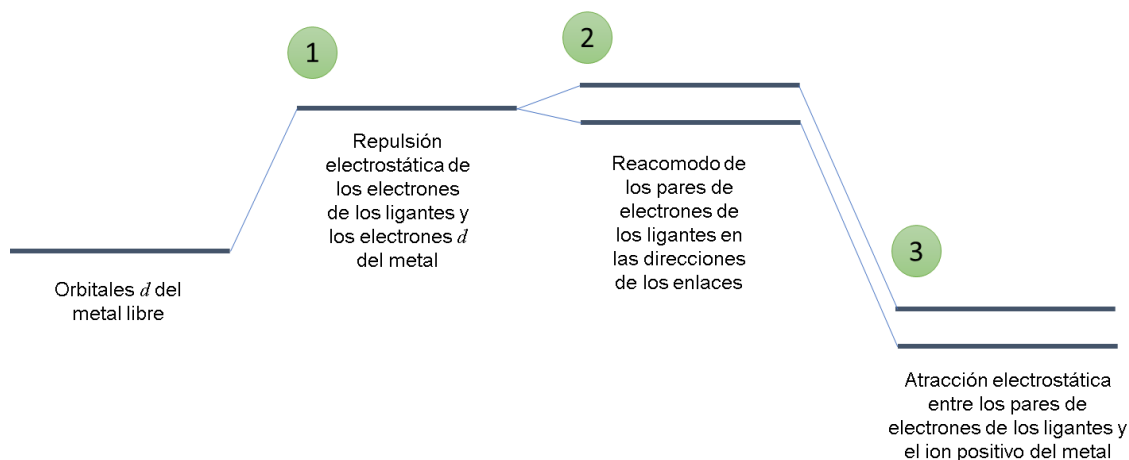 1
2
3
Orbitales d del
metal libre
Repulsión
electrostática de
los electrones
de los ligantes y
los electrones d
del metal
Reacomodo de
los pares de
electrones de
los ligantes en
las direcciones
de los enlaces
Atracción electrostática
entre los pares de
electrones de los ligantes y
el ion positivo del metal